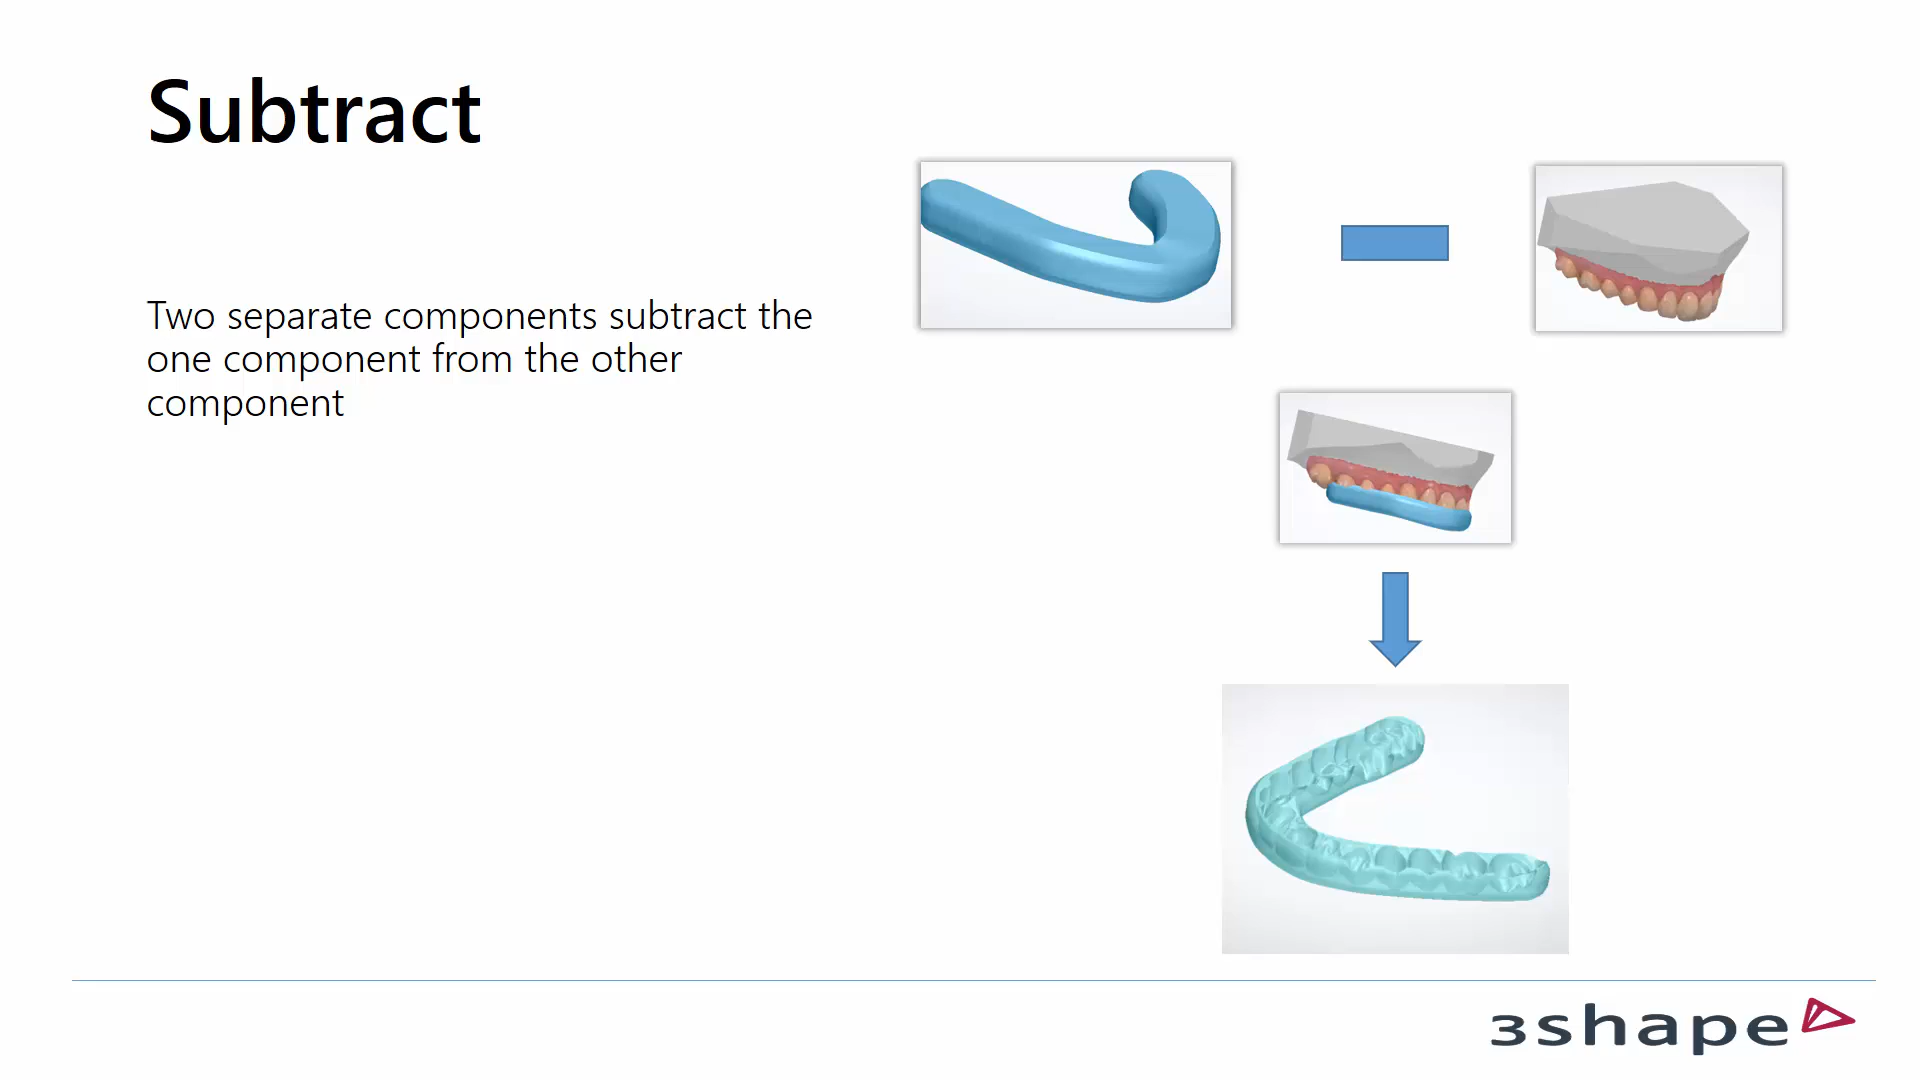 Subtract
Two separate components subtract the
one component from the other
component
3shape